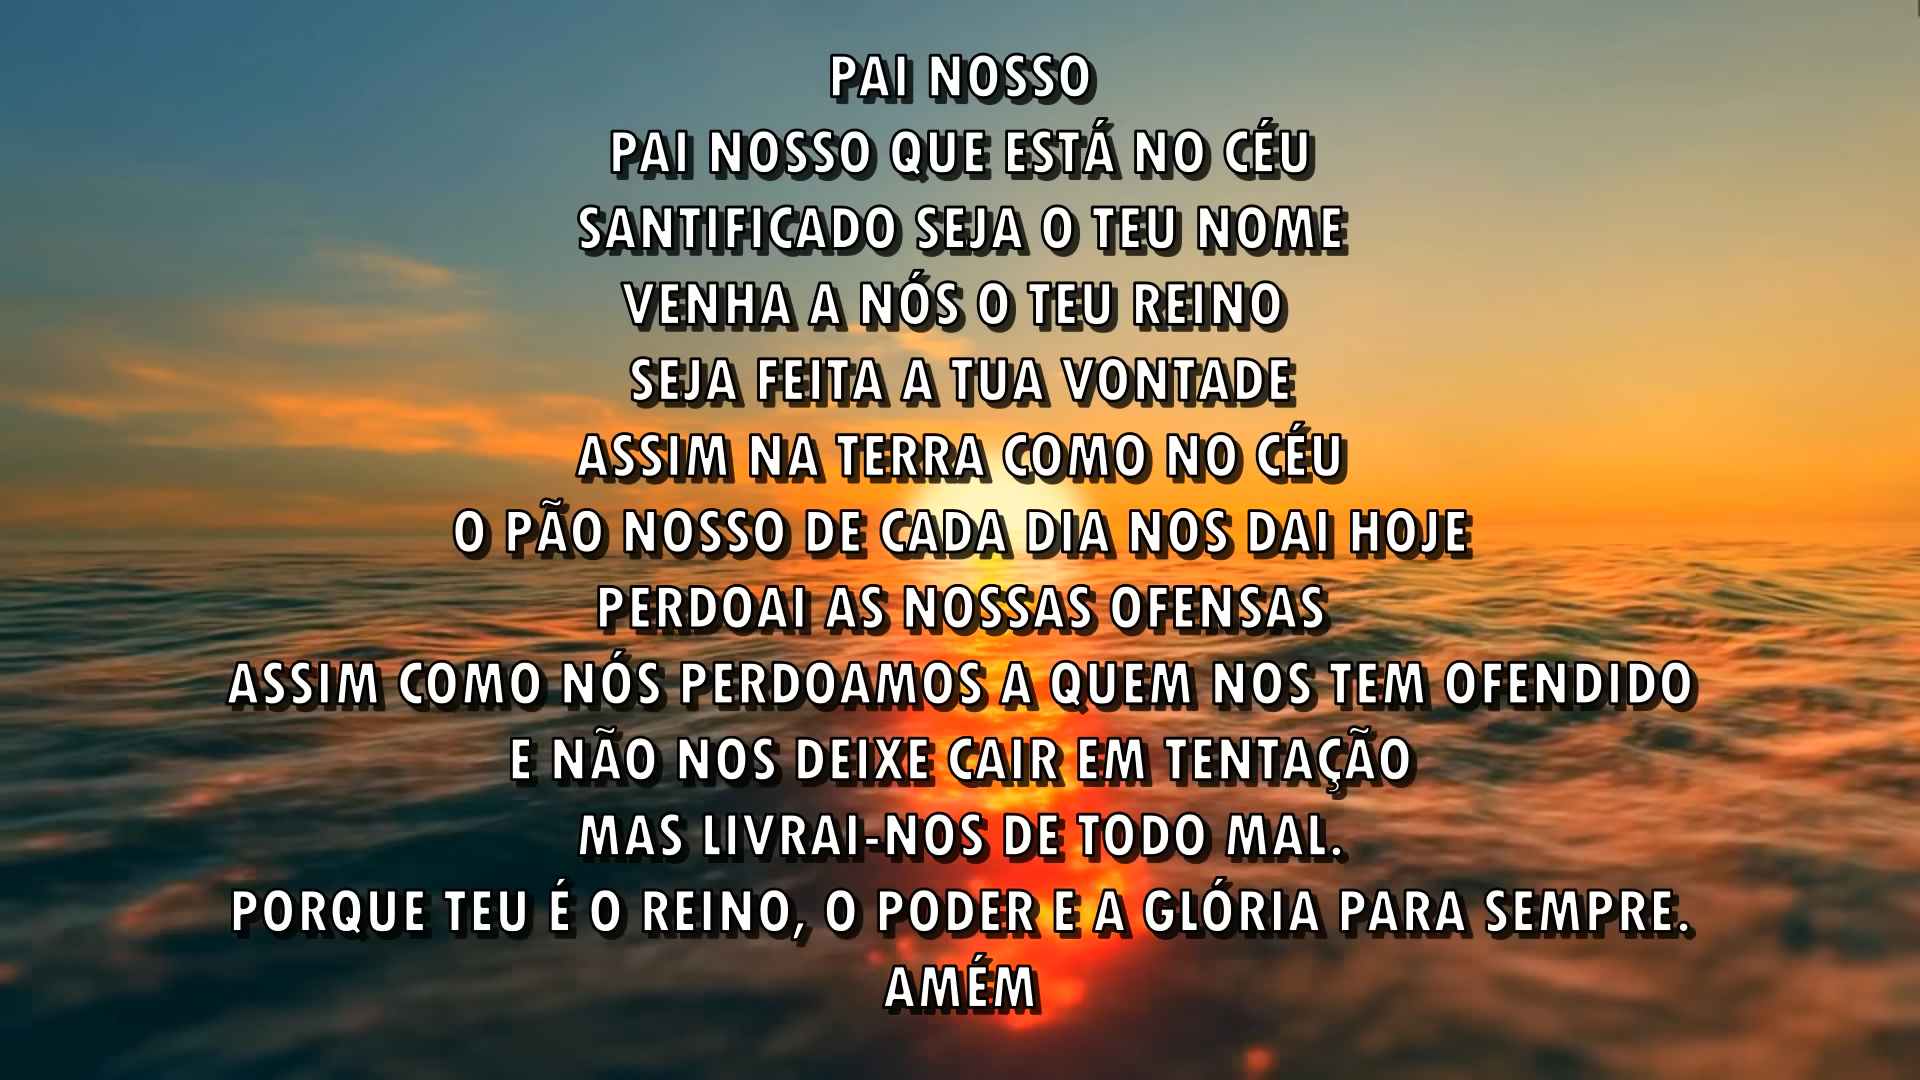 PAI NOSSO
PAI NOSSO QUE ESTÁ NO CÉU
SANTIFICADO SEJA O TEU NOME
VENHA A NÓS O TEU REINO
SEJA FEITA A TUA VONTADE
ASSIM NA TERRA COMO NO CÉU
O PÃO NOSSO DE CADA DIA NOS DAI HOJE
PERDOAI AS NOSSAS OFENSAS
ASSIM COMO NÓS PERDOAMOS A QUEM NOS TEM OFENDIDO
E NÃO NOS DEIXE CAIR EM TENTAÇÃO
MAS LIVRAI-NOS DE TODO MAL.
PORQUE TEU É O REINO, O PODER E A GLÓRIA PARA SEMPRE.
AMÉM